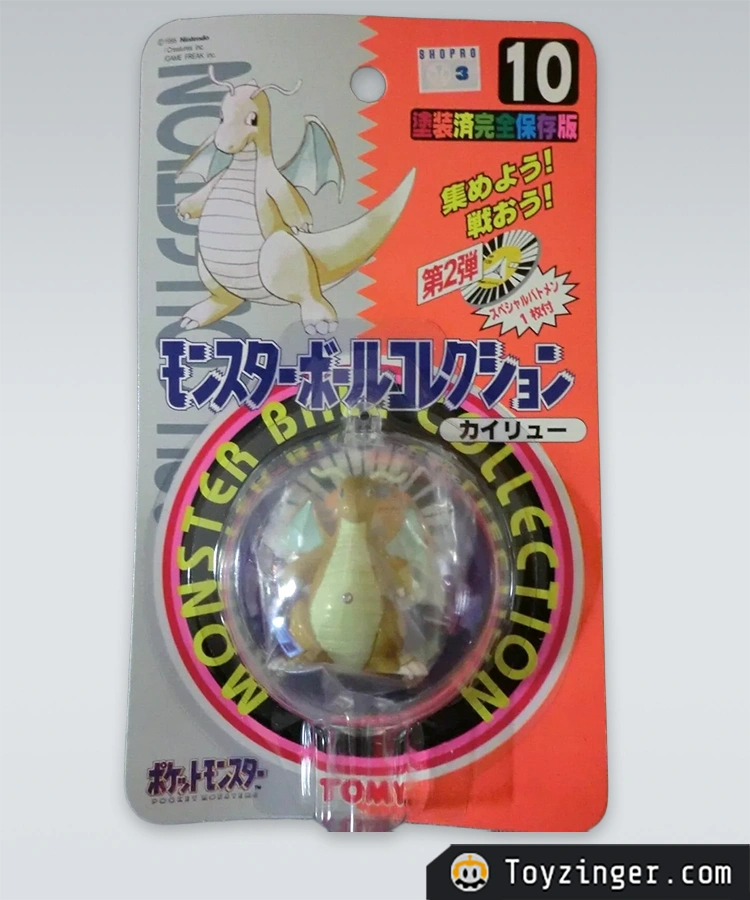 ©1995 Nintendo
Creatures inc.
GAME FREAK inc.
SHOPRO
3
10
塗装済完全保存版
集めよう!
戦おう!
第2弾
スペシャルバトメン
1枚付
モンスターボールコレクション
カイリュー
MONSTER BALL COLLECTION
ポケットモンスター
POCKET MONSTERS
TM
TOMY
Toyzinger.com